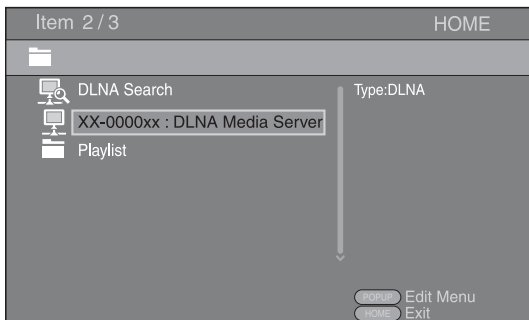 Item 2/3 HOME
DLNA Search
Type:DLNA
XX-0000xx : DLNA Media Server
Playlist
POPUP Edit Menu
HOME Exit